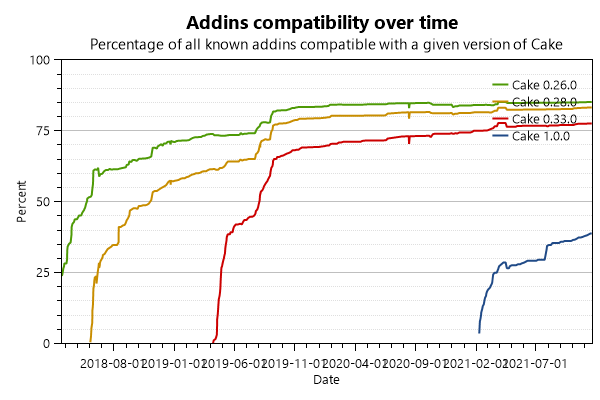 Addins compatibility over time
Percentage of all known addins compatible with a given version of Cake
100
75
50
25
0
Percent
Cake 0.26.0
Cake 0.28.0
Cake 0.33.0
Cake 1.0.0
2018-08-01 2019-01-01 2019-06-01 2019-11-01 2020-04-01 2020-09-01 2021-02-01 2021-07-01
Date